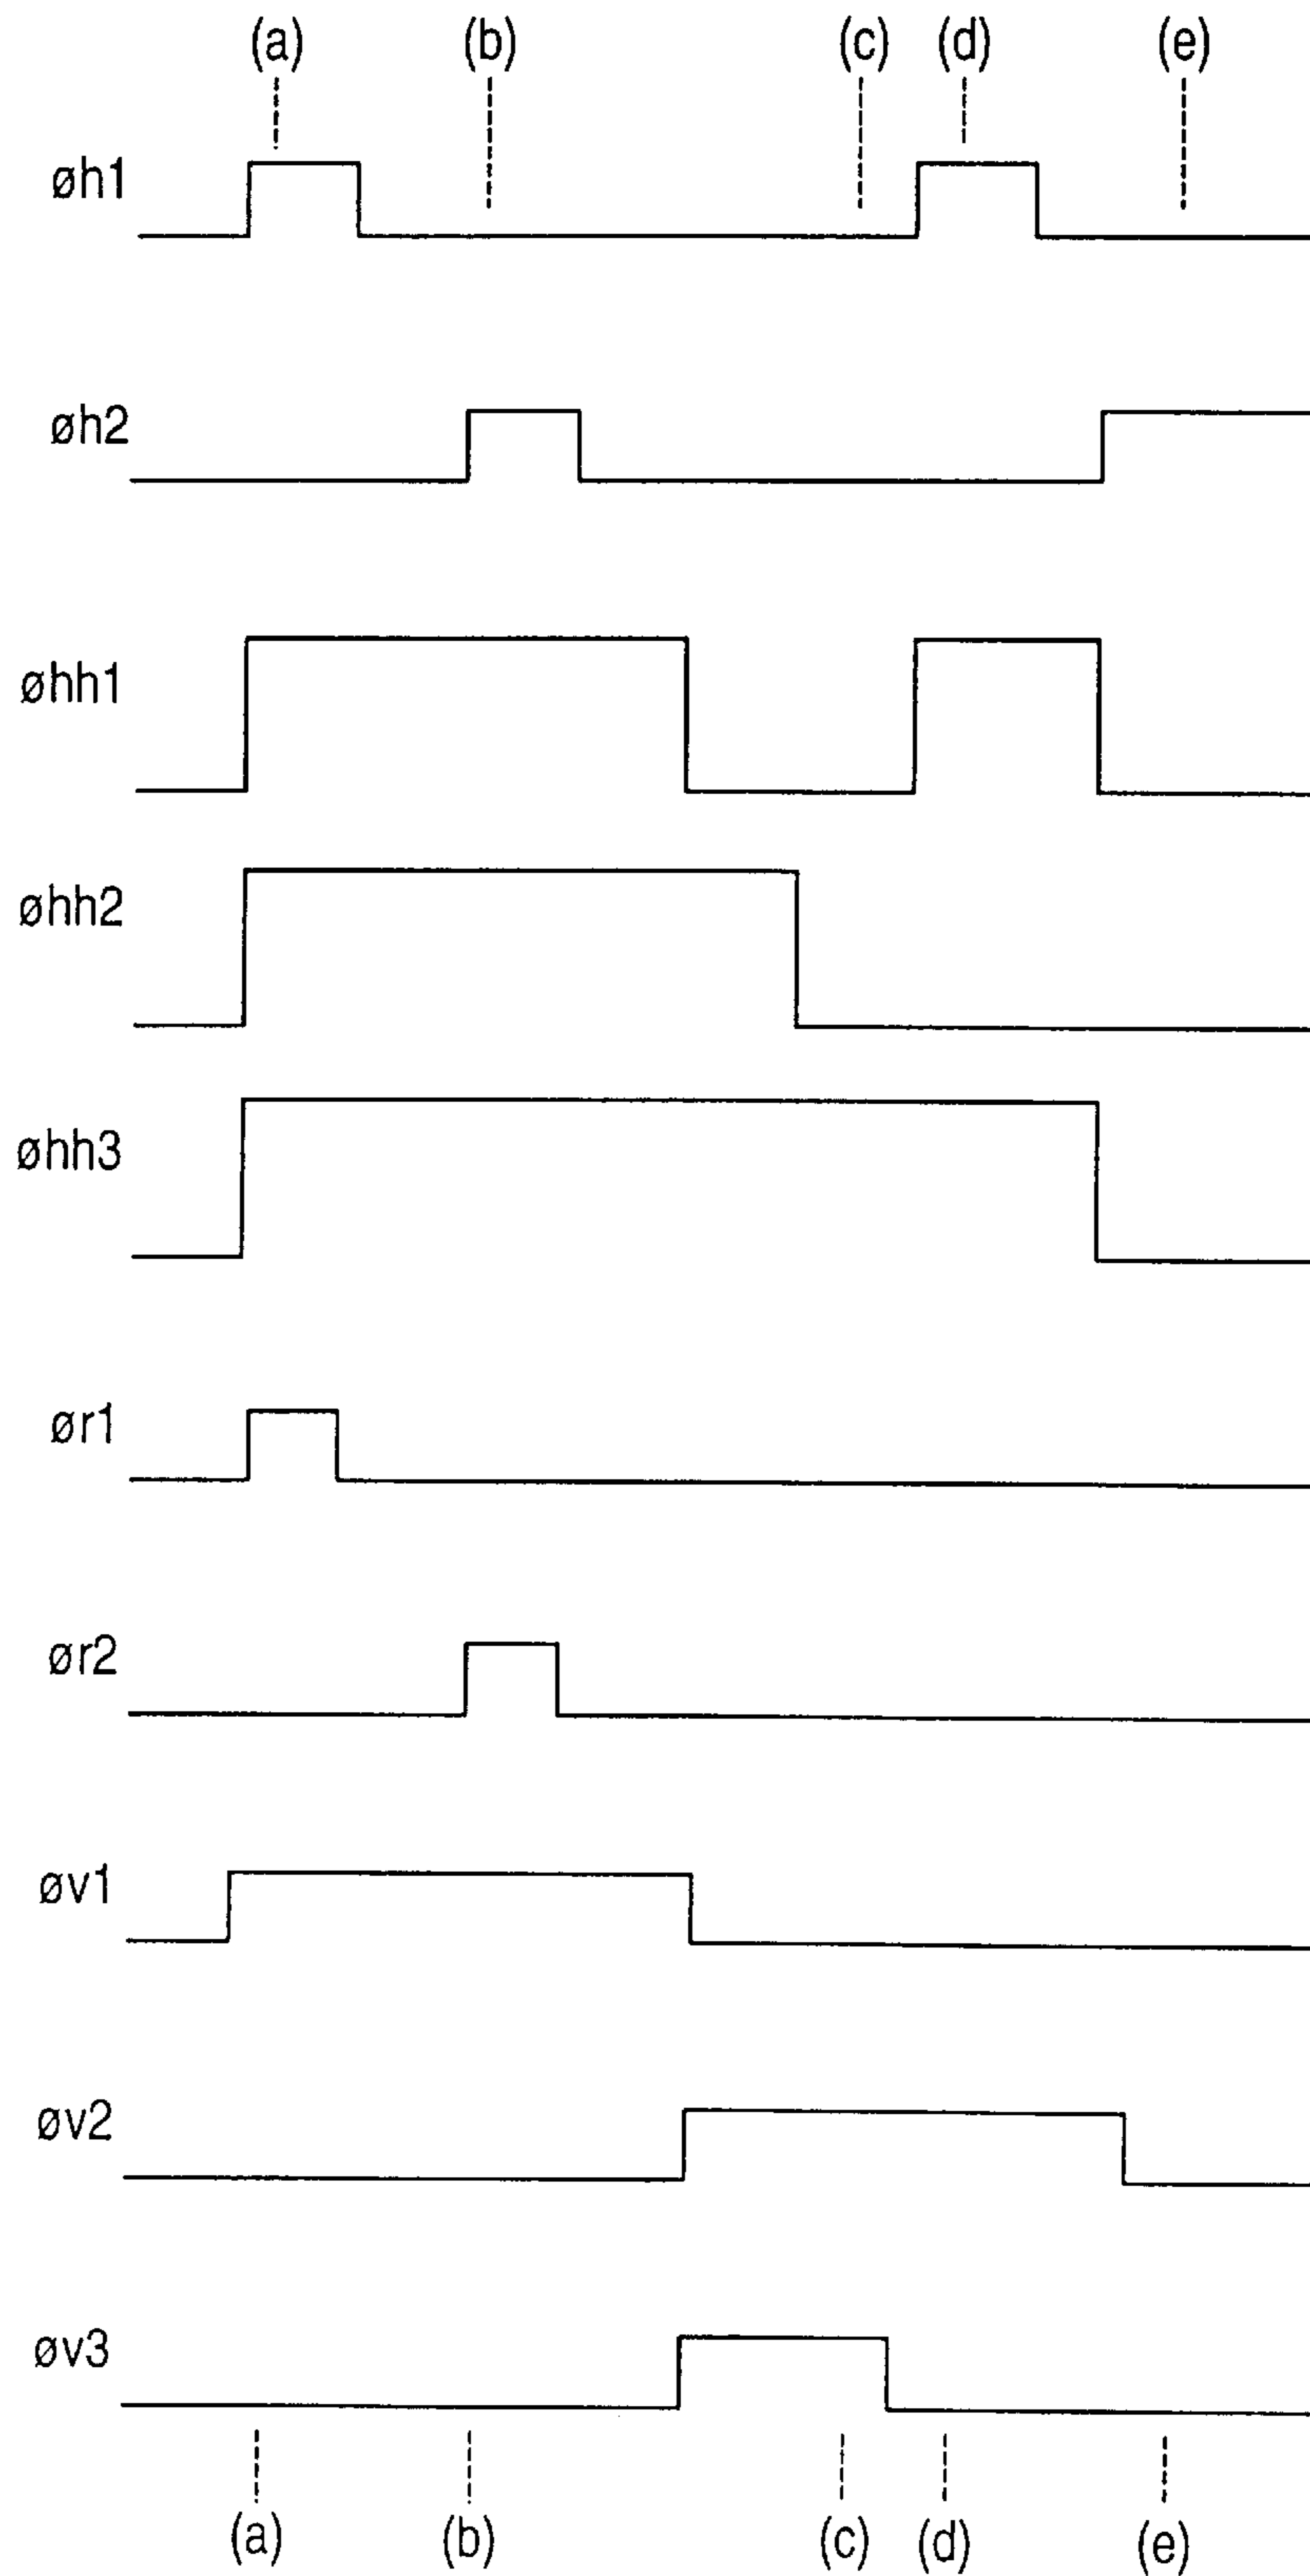 (a) (b) (c) (d) (e)
øh1
øh2
øhh1
øhh2
øhh3
ør1
ør2
øv1
øv2
øv3
(a) (b) (c) (d) (e)